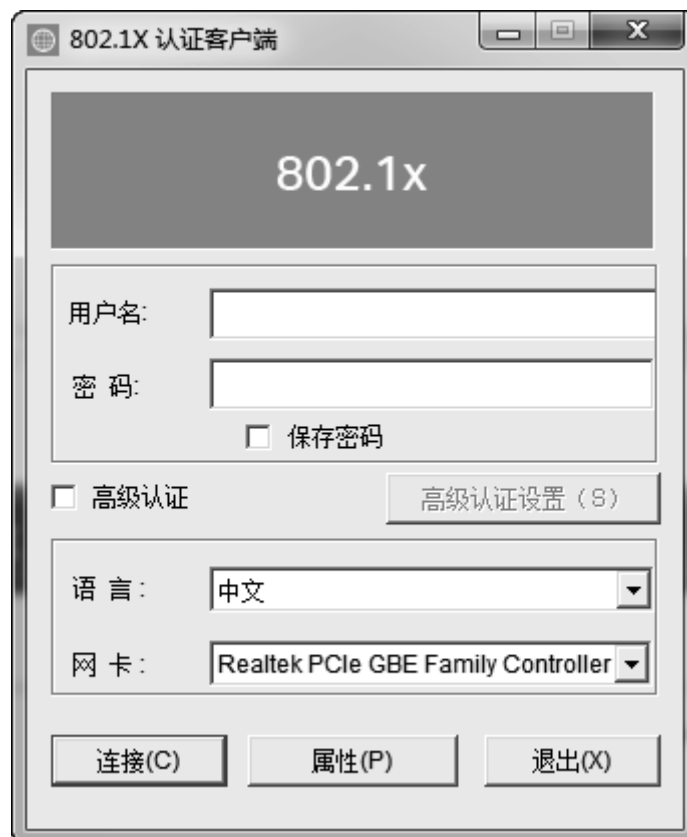 802.1X 认证客户端
802.1x
用户名:
密 码:
保存密码
高级认证 高级认证设置（S）
语 言: 中文
网 卡: Realtek PCIe GBE Family Controller
连接(C) 属性(P) 退出(X)